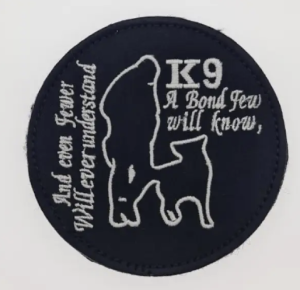 K9
A Bond Few
will know,
And even Fewer
Will ever understand